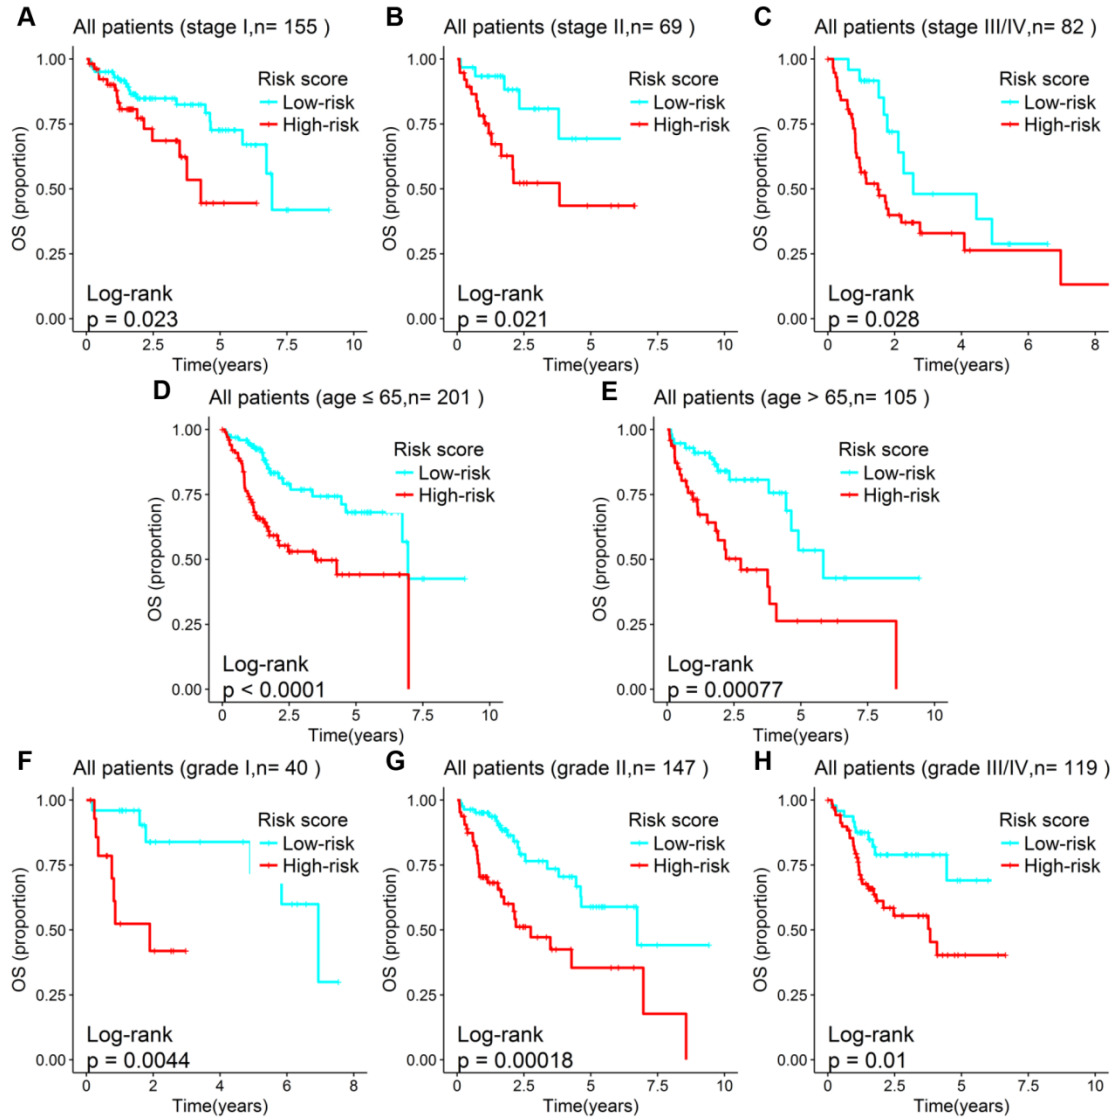 A
All patients (stage I,n= 155 )
OS (proportion)
1.00
0.75
0.50
0.25
0.00
Risk score
Low-risk
High-risk
Log-rank
p = 0.023
0 2.5 5 7.5 10
Time(years)
B
All patients (stage II,n= 69 )
OS (proportion)
1.00
0.75
0.50
0.25
0.00
Risk score
Low-risk
High-risk
Log-rank
p = 0.021
0 2.5 5 7.5 10
Time(years)
C
All patients (stage III/IV,n= 82 )
OS (proportion)
1.00
0.75
0.50
0.25
0.00
Risk score
Low-risk
High-risk
Log-rank
p = 0.028
0 2 4 6 8
Time(years)
D
All patients (age ≤ 65,n= 201 )
OS (proportion)
1.00
0.75
0.50
0.25
0.00
Risk score
Low-risk
High-risk
Log-rank
p < 0.0001
0 2.5 5 7.5 10
Time(years)
E
All patients (age > 65,n= 105 )
OS (proportion)
1.00
0.75
0.50
0.25
0.00
Risk score
Low-risk
High-risk
Log-rank
p = 0.00077
0 2.5 5 7.5 10
Time(years)
F
All patients (grade I,n= 40 )
OS (proportion)
1.00
0.75
0.50
0.25
0.00
Risk score
Low-risk
High-risk
Log-rank
p = 0.0044
0 2 4 6 8
Time(years)
G
All patients (grade II,n= 147 )
OS (proportion)
1.00
0.75
0.50
0.25
0.00
Risk score
Low-risk
High-risk
Log-rank
p = 0.00018
0 2.5 5 7.5 10
Time(years)
H
All patients (grade III/IV,n= 119 )
OS (proportion)
1.00
0.75
0.50
0.25
0.00
Risk score
Low-risk
High-risk
Log-rank
p = 0.01
0 2.5 5 7.5 10
Time(years)